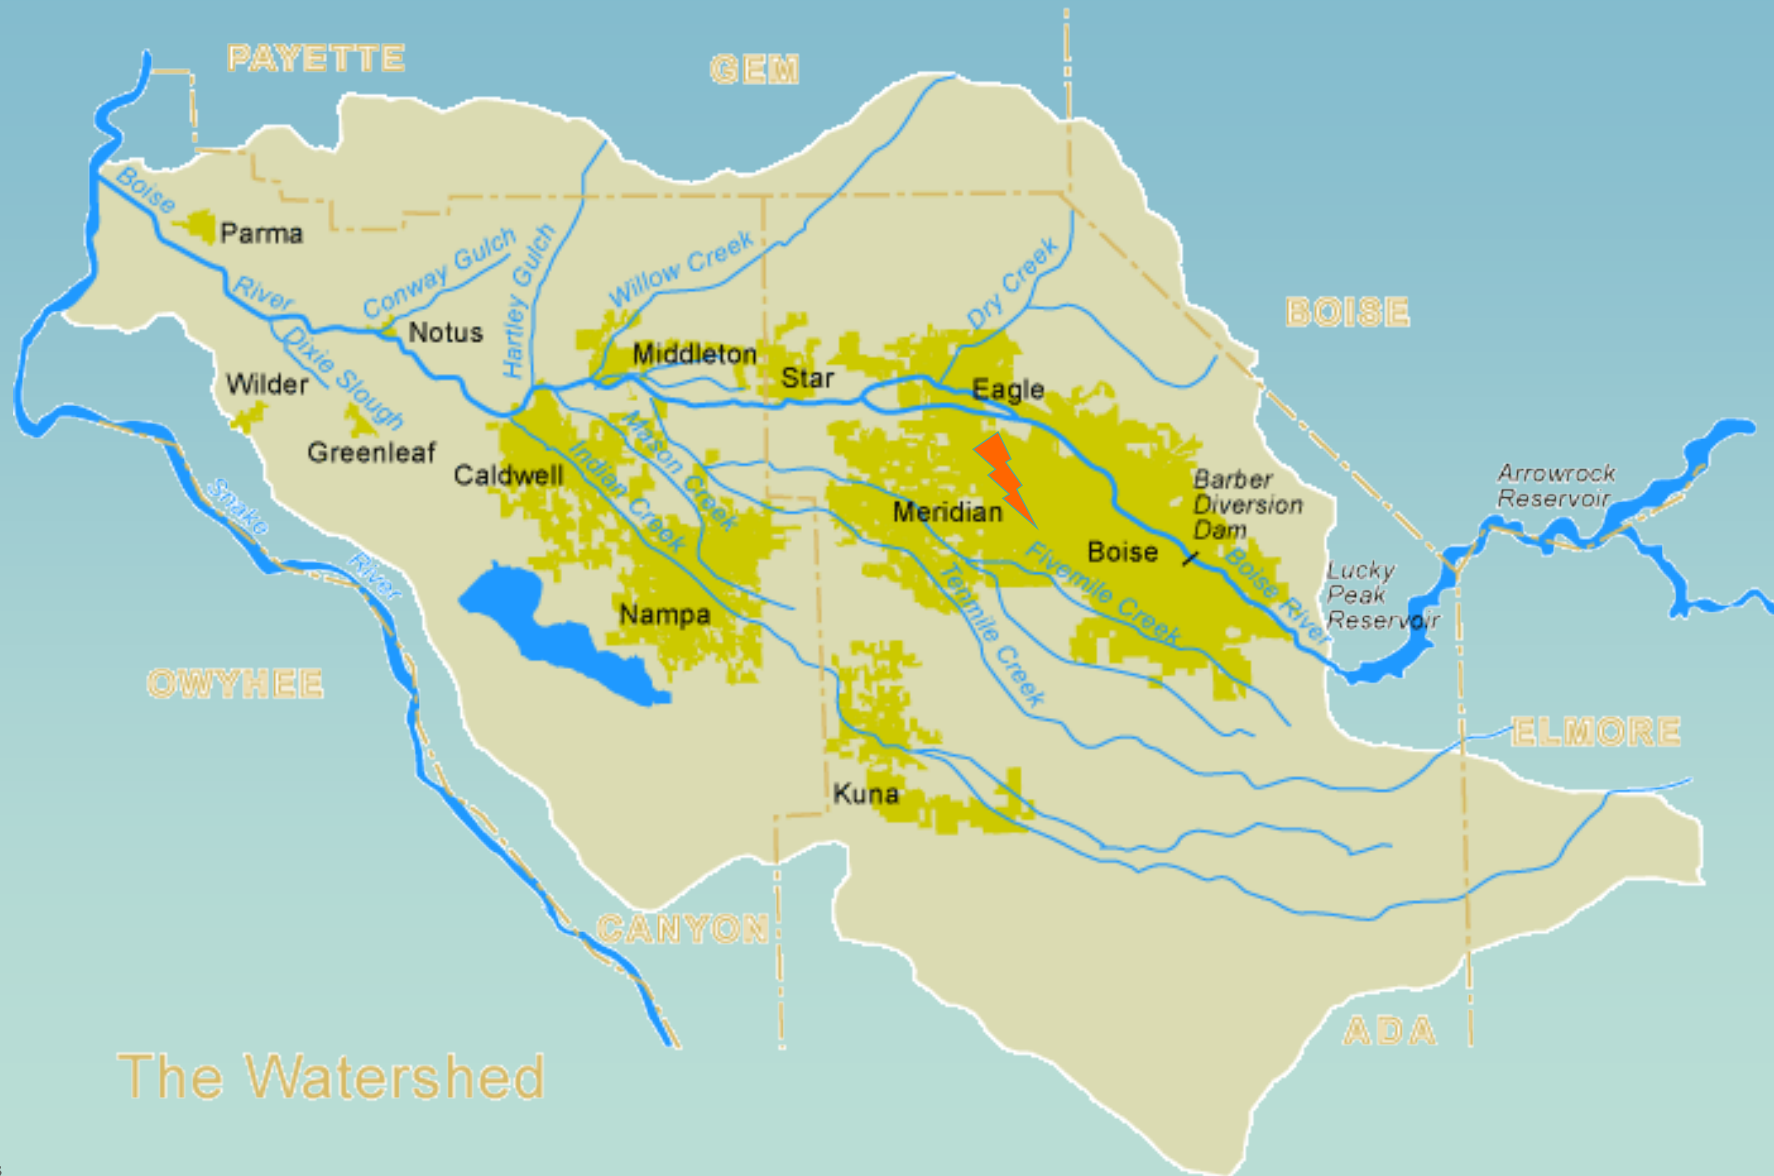 PAYETTE
GEM
Boise
Parma
River
Conway Gulch
Hartley Gulch
Willow Creek
Dry Creek
BOISE
Notus
Dixie Slough
Middleton
Star
Eagle
Wilder
Greenleaf
Caldwell
Indian Creek
Mason Creek
Meridian
Barber
Diversion
Dam
Arrowrock
Reservoir
Snake
River
Boise
Fivemile Creek
Tenmile Creek
Boise River
Lucky
Peak
Reservoir
Nampa
OWYHEE
ELMORE
Kuna
CANYON
ADA
The Watershed